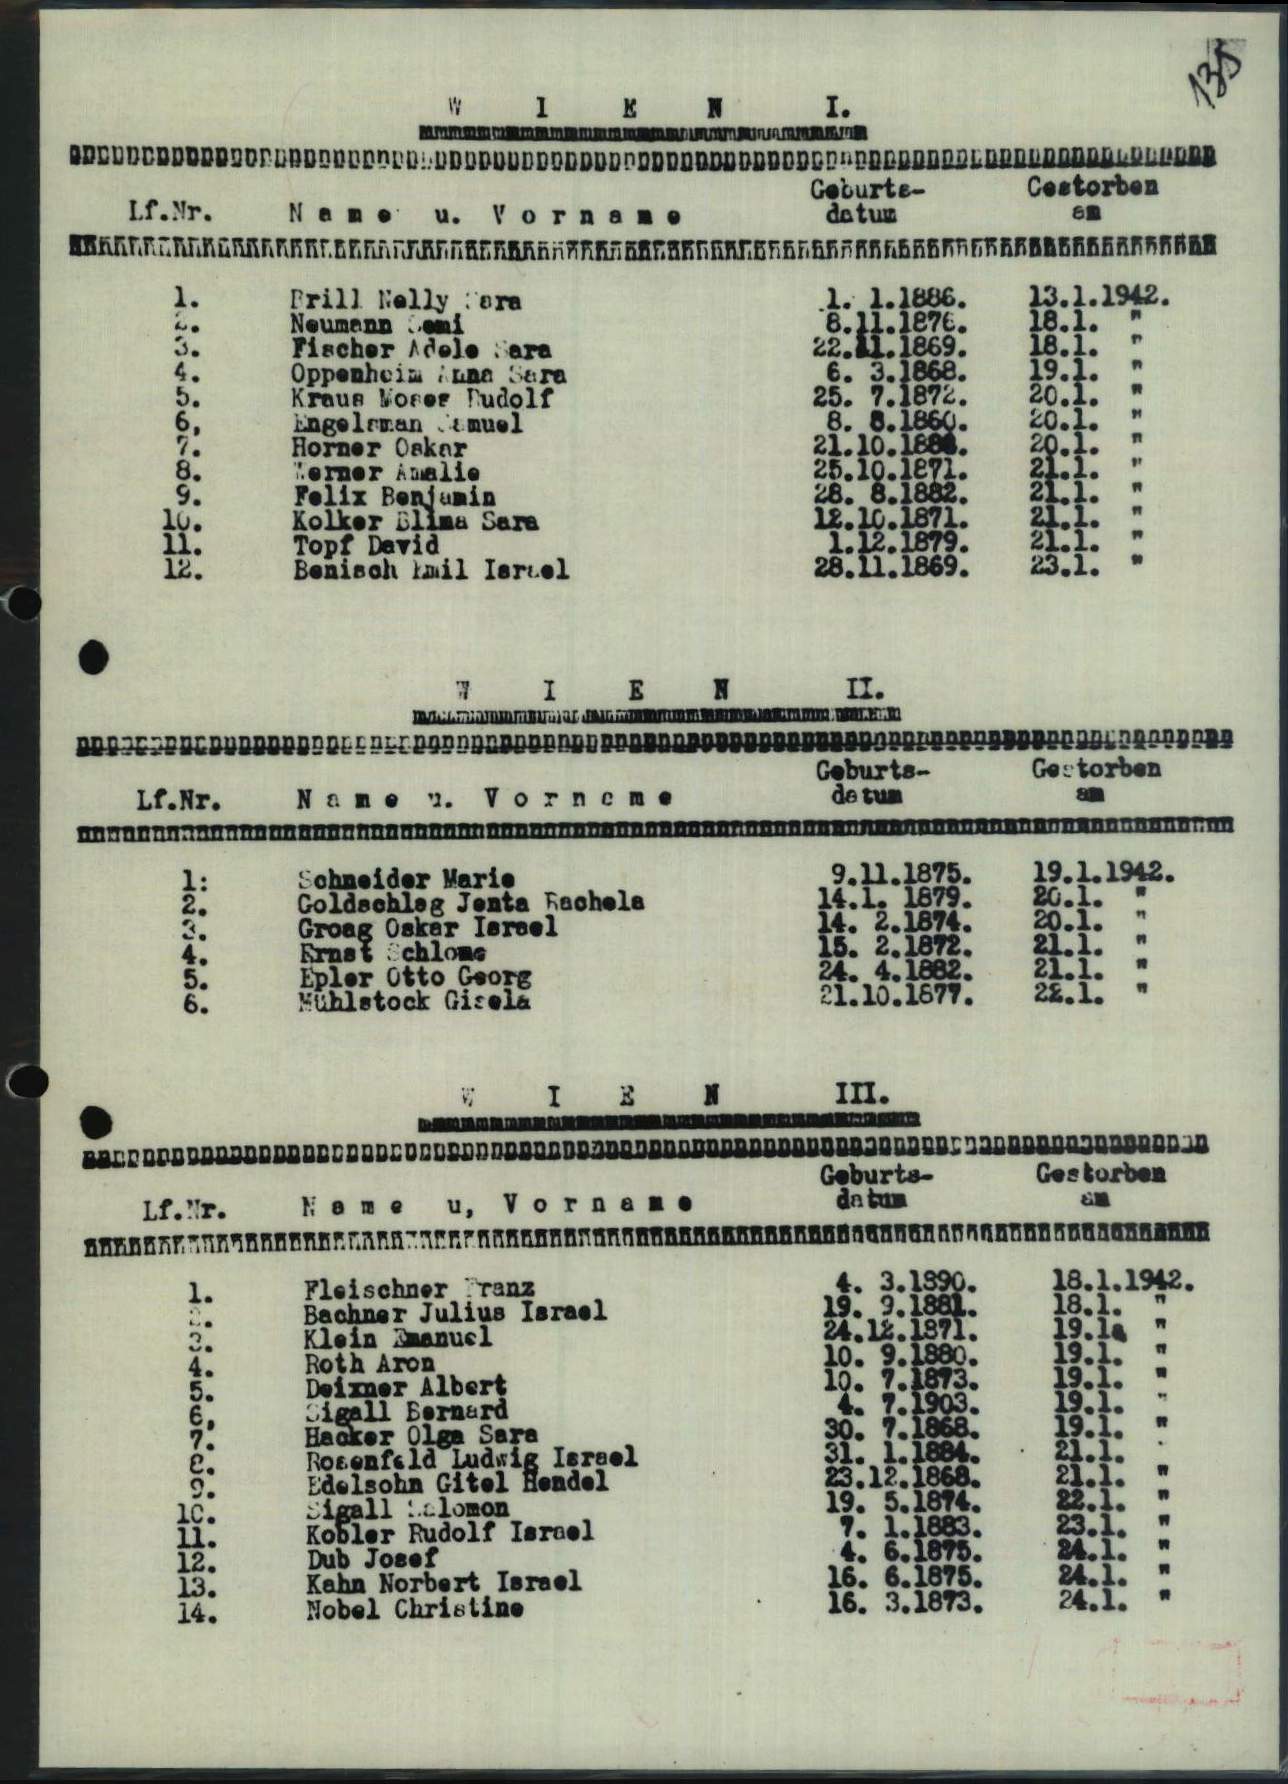 135
W I E N I.
Lf.Nr. Name u. Vorname Geburts-datum Gestorben am
1. Brill Nelly Sara 1. 1.1886. 13.1.1942.
2. Neumann Semi 8.11.1876. 18.1. "
3. Fischer Adele Sara 22.11.1869. 18.1. "
4. Oppenheim Anna Sara 6. 3.1868. 19.1. "
5. Kraus Moses Rudolf 25. 7.1872. 20.1. "
6, Engelsman Samuel 8. 8.1860. 20.1. "
7. Horner Oskar 21.10. 20.1. "
8. Werner Amalie 25.10.1871. 21.1. "
9. Felix Benjamin 28. 8.1882. 21.1. "
10. Kolker Blima Sara 12.10.1871. 21.1. "
11. Topf David 1.12.1879. 21.1. "
12. Benisch Emil Israel 28.11.1869. 23.1. "
W I E N II.
Lf.Nr. Name u. Vorname Geburts-datum Gestorben am
1: Schneider Marie 9.11.1875. 19.1.1942.
2. Goldschlag Jenta Rachela 14.1. 1879. 20.1. "
3. Groag Oskar Israel 14. 2.1874. 20.1. "
4. Ernst Schlome 15. 2.1872. 21.1. "
5. Epler Otto Georg 24. 4.1882. 21.1. "
6. Mühlstock Gisela 21.10.1877. 22.1. "
W I E N III.
Lf.Nr. Name u, Vorname Geburts-datum Gestorben am
1. Fleischner Franz 4. 3.1890. 18.1.1942.
2. Bachner Julius Israel 19. 9.1881. 18.1. "
3. Klein Emanuel 24.12.1871. 19.1. "
4. Roth Aron 10. 9.1880. 19.1. "
5. Deixner Albert 10. 7.1873. 19.1. "
6, Sigall Bernard 4. 7.1903. 19.1. "
7. Hacker Olga Sara 30. 7.1868. 19.1. "
8. Rosenfeld Ludwig Israel 31. 1.1884. 21.1. "
9. Edelsohn Gitel Hendel 23.12.1868. 21.1. "
10. Sigall Salomon 19. 5.1874. 22.1. "
11. Kobler Rudolf Israel 7. 1.1883. 23.1. "
12. Dub Josef 4. 6.1875. 24.1. "
13. Kahn Norbert Israel 16. 6.1875. 24.1. "
14. Nobel Christine 16. 3.1873. 24.1. "